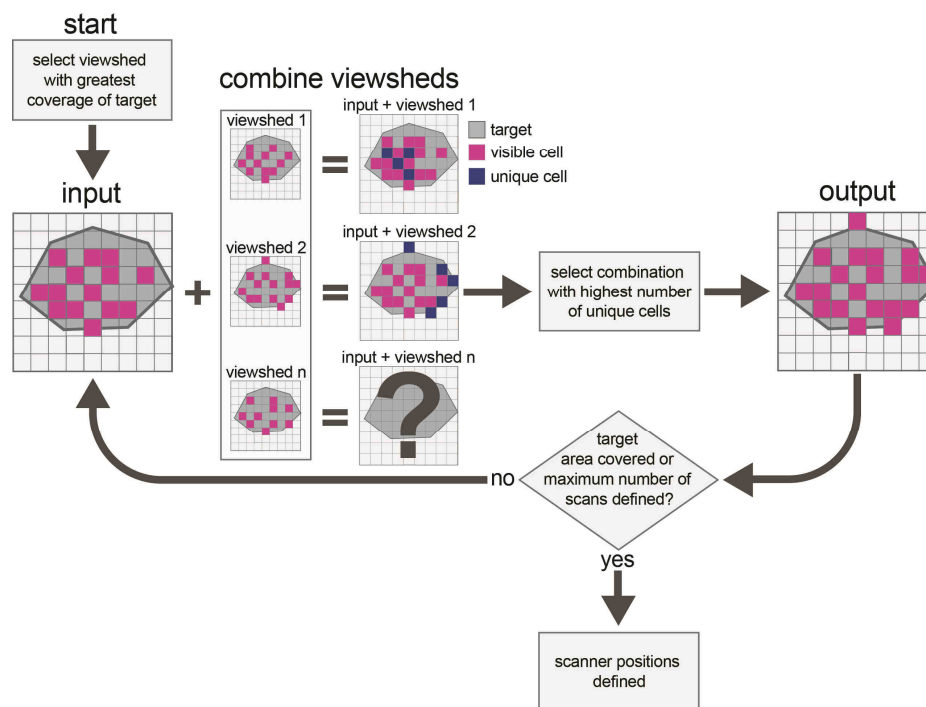 start
select viewshed
with greatest
coverage of target
combine viewsheds
viewshed 1
input + viewshed 1
target
visible cell
unique cell
input
output
viewshed 2
input + viewshed 2
+
=
=
=
select combination
with highest number
of unique cells
viewshed n
input + viewshed n
?
target
area covered or
maximum number of
scans defined?
no
yes
scanner positions
defined